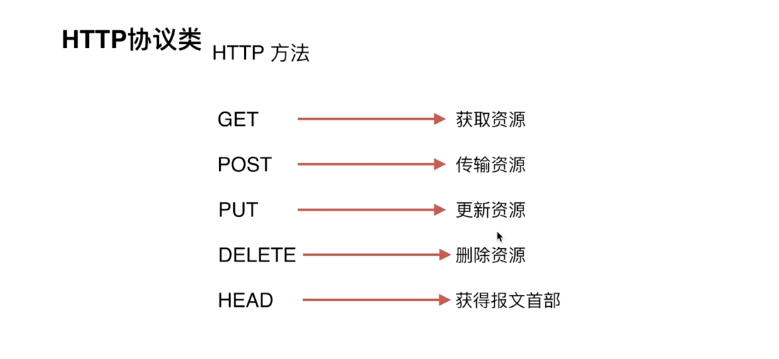 HTTP协议类 HTTP 方法
GET 获取资源
POST 传输资源
PUT 更新资源
DELETE 删除资源
HEAD 获得报文首部